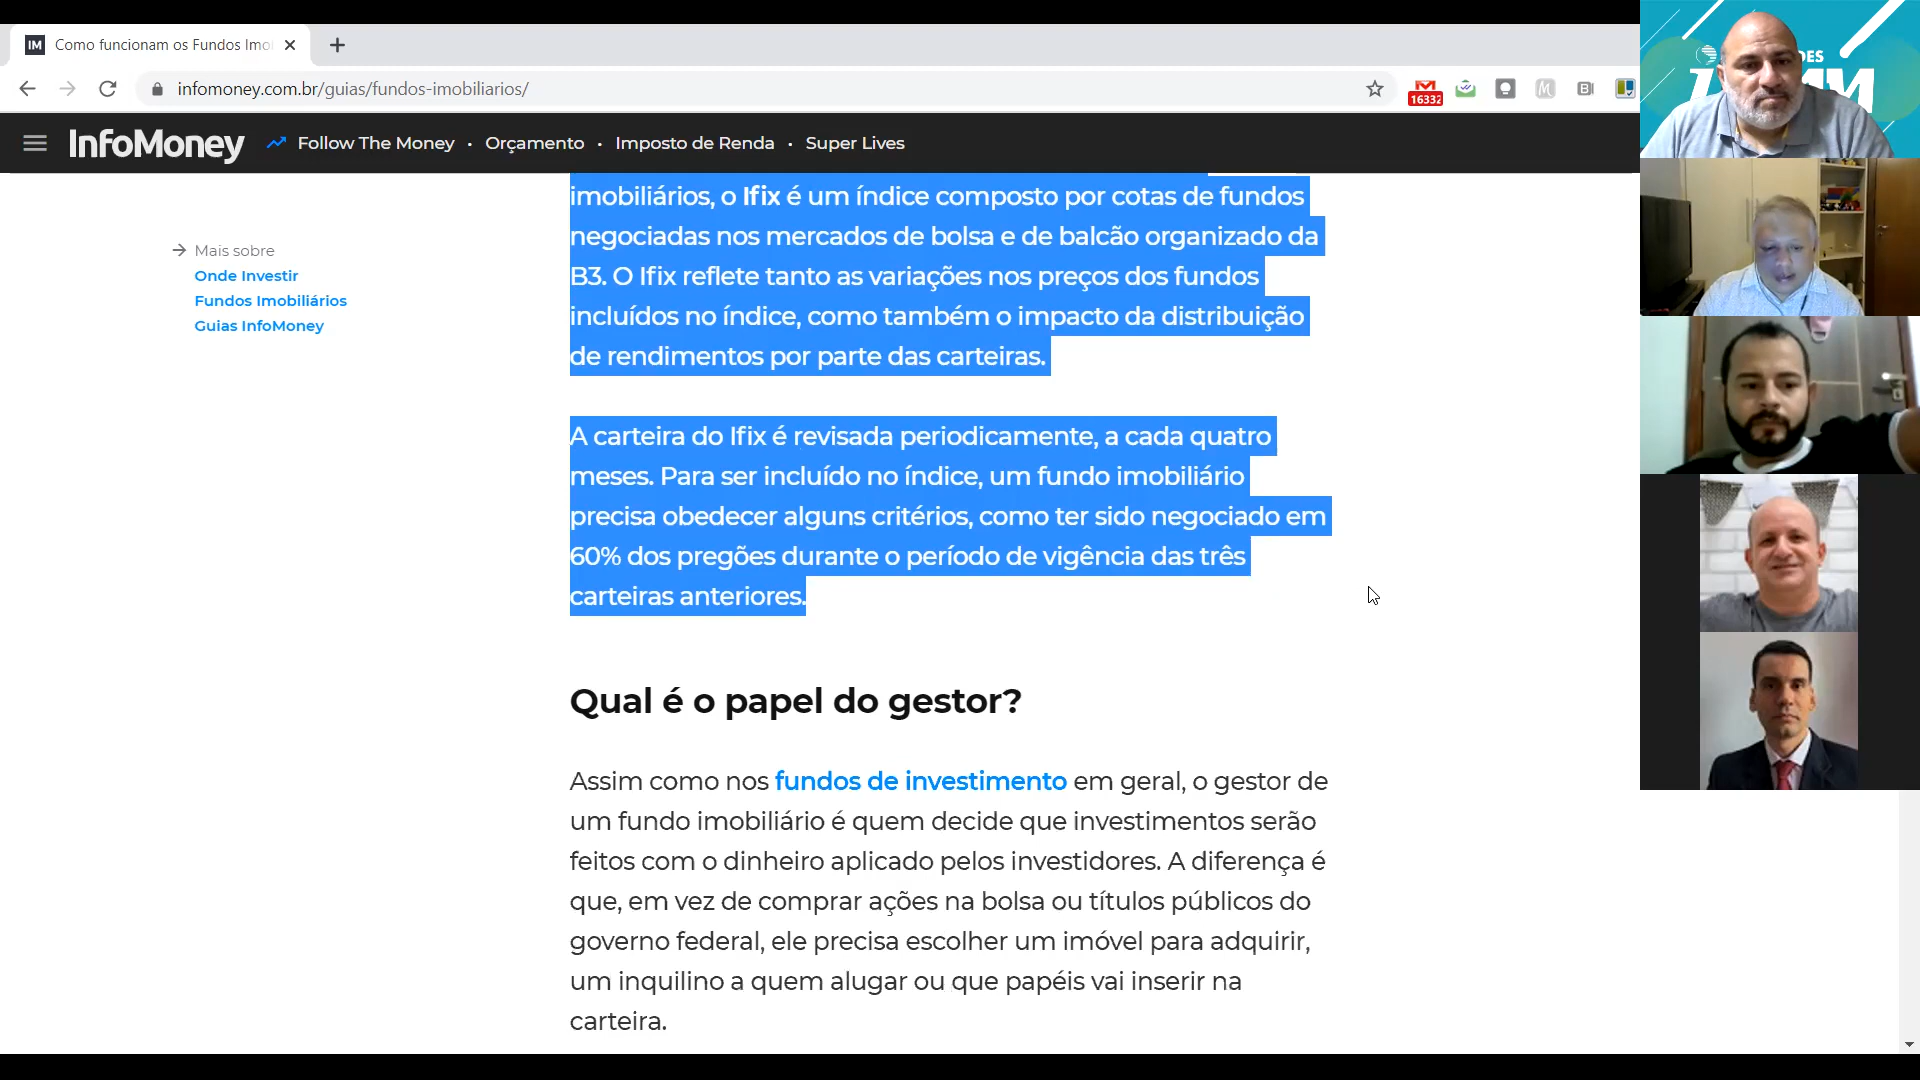 IM Como funcionam os Fundos Imo
infomoney.com.br/guias/fundos-imobiliarios/
16332
InfoMoney Follow The Money • Orçamento • Imposto de Renda • Super Lives
Mais sobre
Onde Investir
Fundos Imobiliários
Guias InfoMoney
imobiliários, o Ifix é um índice composto por cotas de fundos
negociadas nos mercados de bolsa e de balcão organizado da
B3. O Ifix reflete tanto as variações nos preços dos fundos
incluídos no índice, como também o impacto da distribuição
de rendimentos por parte das carteiras.
A carteira do Ifix é revisada periodicamente, a cada quatro
meses. Para ser incluído no índice, um fundo imobiliário
precisa obedecer alguns critérios, como ter sido negociado em
60% dos pregões durante o período de vigência das três
carteiras anteriores.
Qual é o papel do gestor?
Assim como nos fundos de investimento em geral, o gestor de
um fundo imobiliário é quem decide que investimentos serão
feitos com o dinheiro aplicado pelos investidores. A diferença é
que, em vez de comprar ações na bolsa ou títulos públicos do
governo federal, ele precisa escolher um imóvel para adquirir,
um inquilino a quem alugar ou que papéis vai inserir na
carteira.